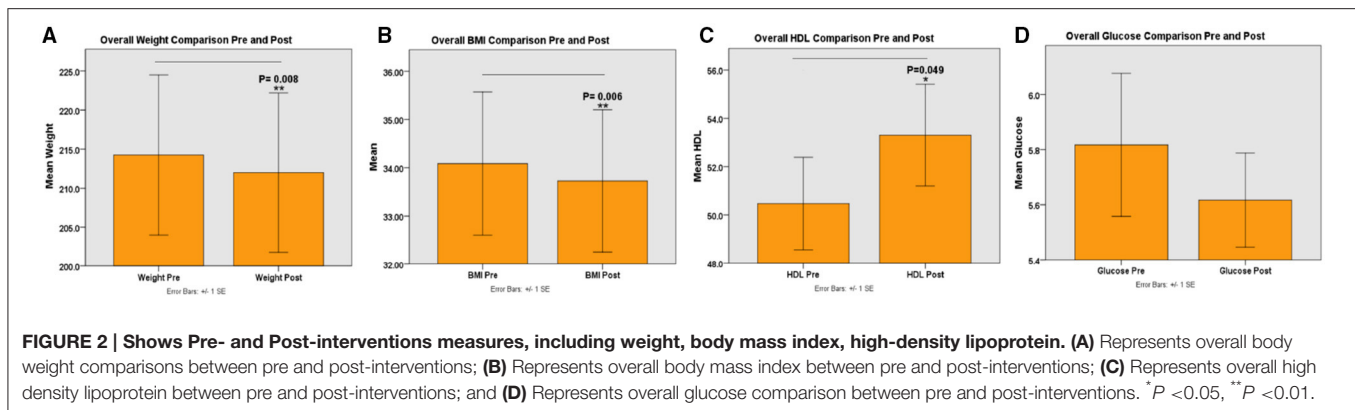 A
Overall Weight Comparison Pre and Post
225.0
220.0
215.0
210.0
205.0
200.0
Mean Weight
P= 0.008
**
Weight Pre
Weight Post
Error Bars: +/- 1 SE
B
Overall BMI Comparison Pre and Post
36.00
35.00
34.00
33.00
32.00
Mean
P= 0.006
**
BMI Pre
BMI Post
Error Bars: +/- 1 SE
C
Overall HDL Comparison Pre and Post
56.0
54.0
52.0
50.0
48.0
Mean HDL
P=0.049
*
HDL Pre
HDL Post
Error Bars: +/- 1 SE
D
Overall Glucose Comparison Pre and Post
6.0
5.8
5.6
5.4
Mean Glucose
Glucose Pre
Glucose Post
Error Bars: +/- 1 SE
FIGURE 2 | Shows Pre- and Post-interventions measures, including weight, body mass index, high-density lipoprotein. (A) Represents overall body
weight comparisons between pre and post-interventions; (B) Represents overall body mass index between pre and post-interventions; (C) Represents overall high
density lipoprotein between pre and post-interventions; and (D) Represents overall glucose comparison between pre and post-interventions. *P <0.05, **P <0.01.